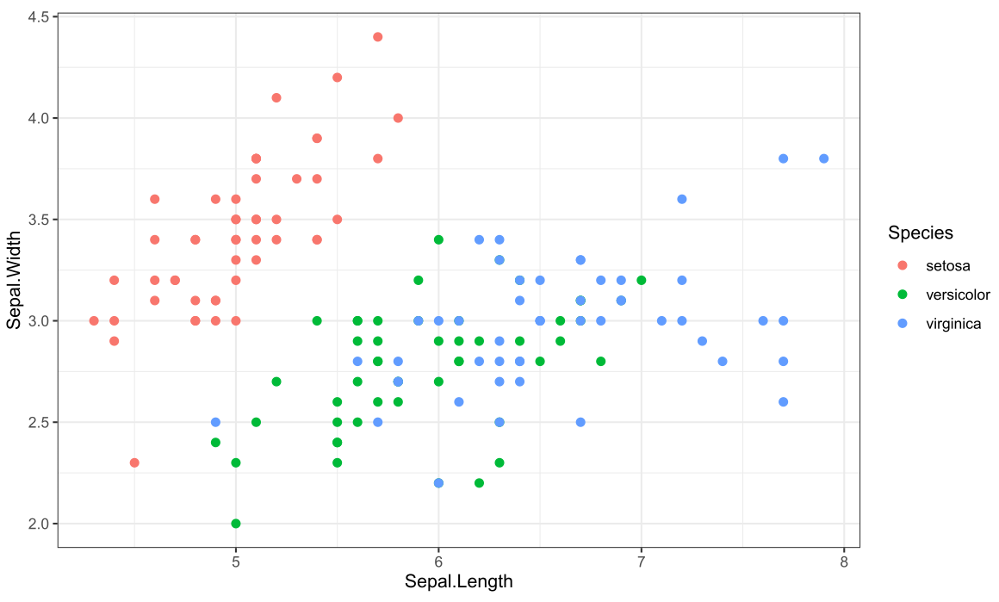 4.5
4.0
3.5
3.0
2.5
2.0
Sepal.Width
5 6 7 8
Sepal.Length
Species
setosa
versicolor
virginica